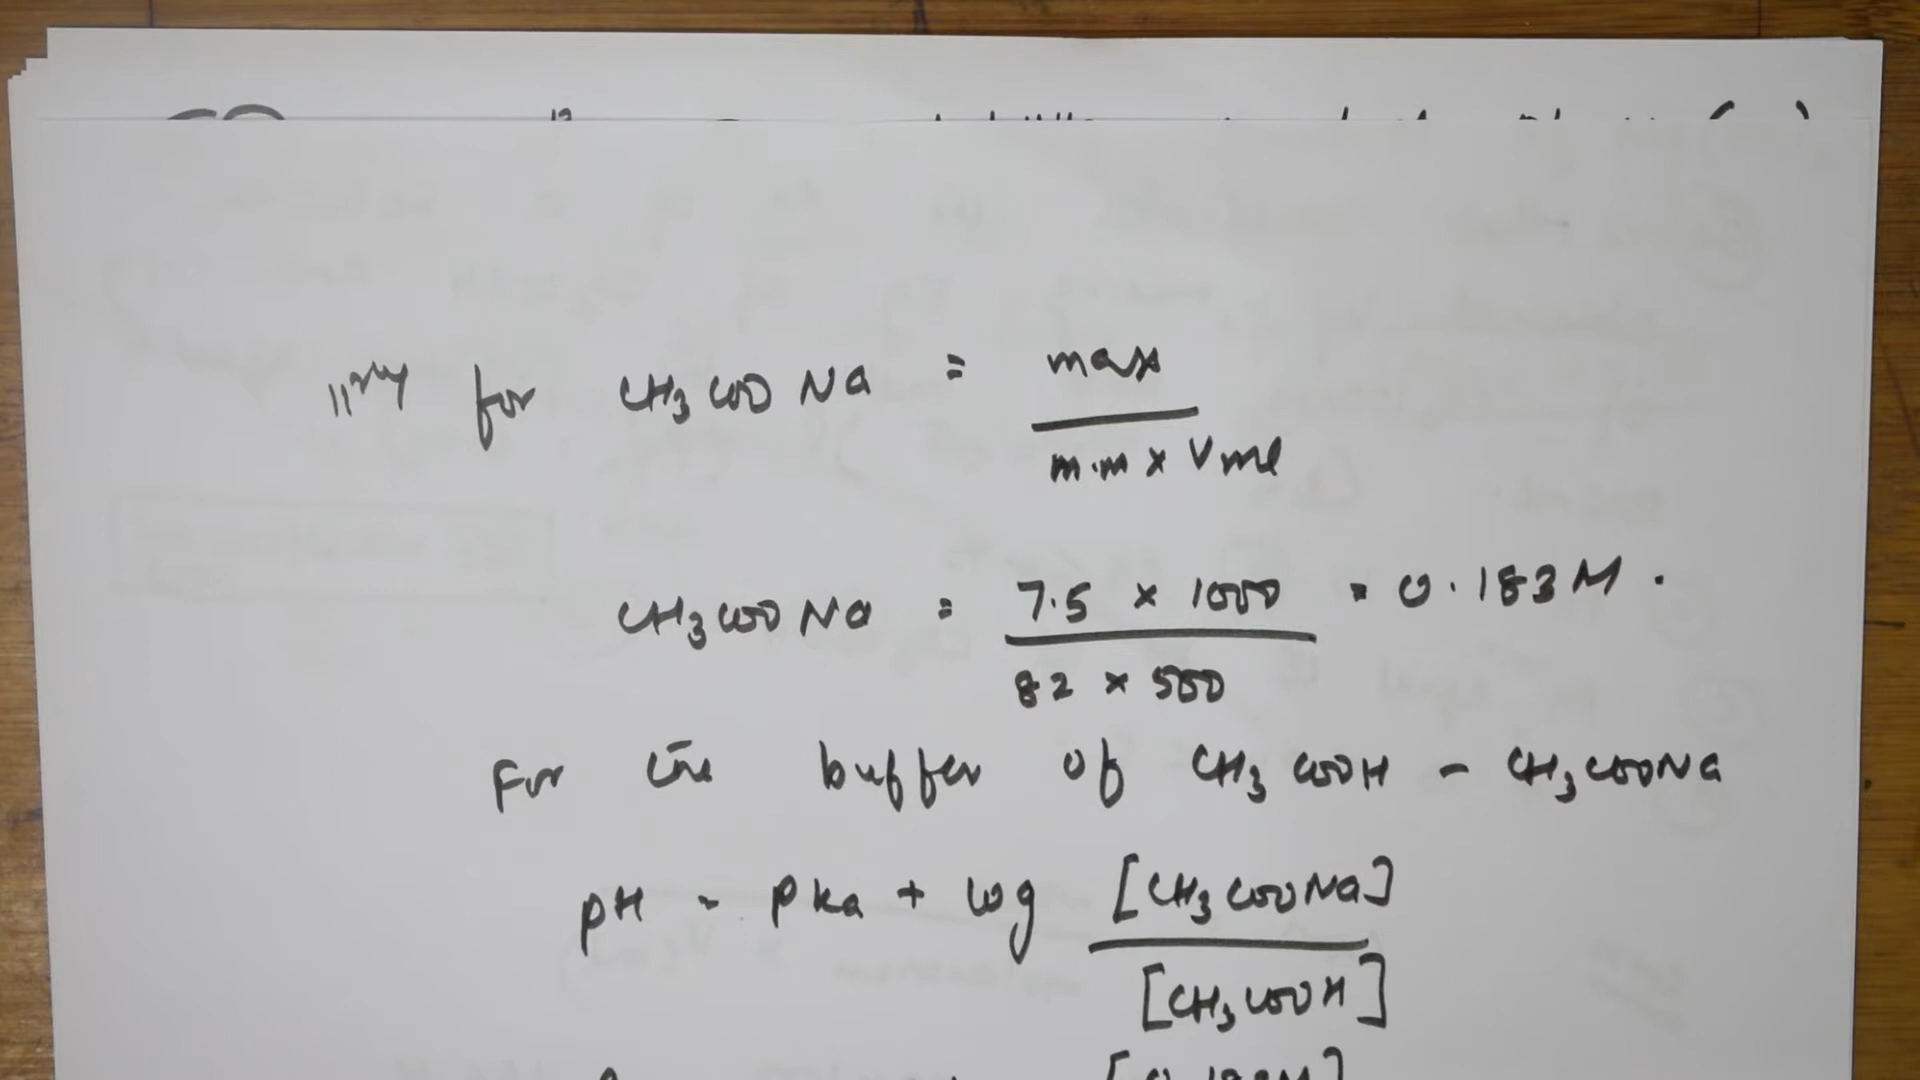 llrly for CH3COONa = mass
m.m x Vml
CH3COONa = 7.5 x 1000 = 0.183M.
82 x 500
For the buffer of CH3COOH - CH3COONa
pH = pka + log [CH3COONa]
[CH3COOH]